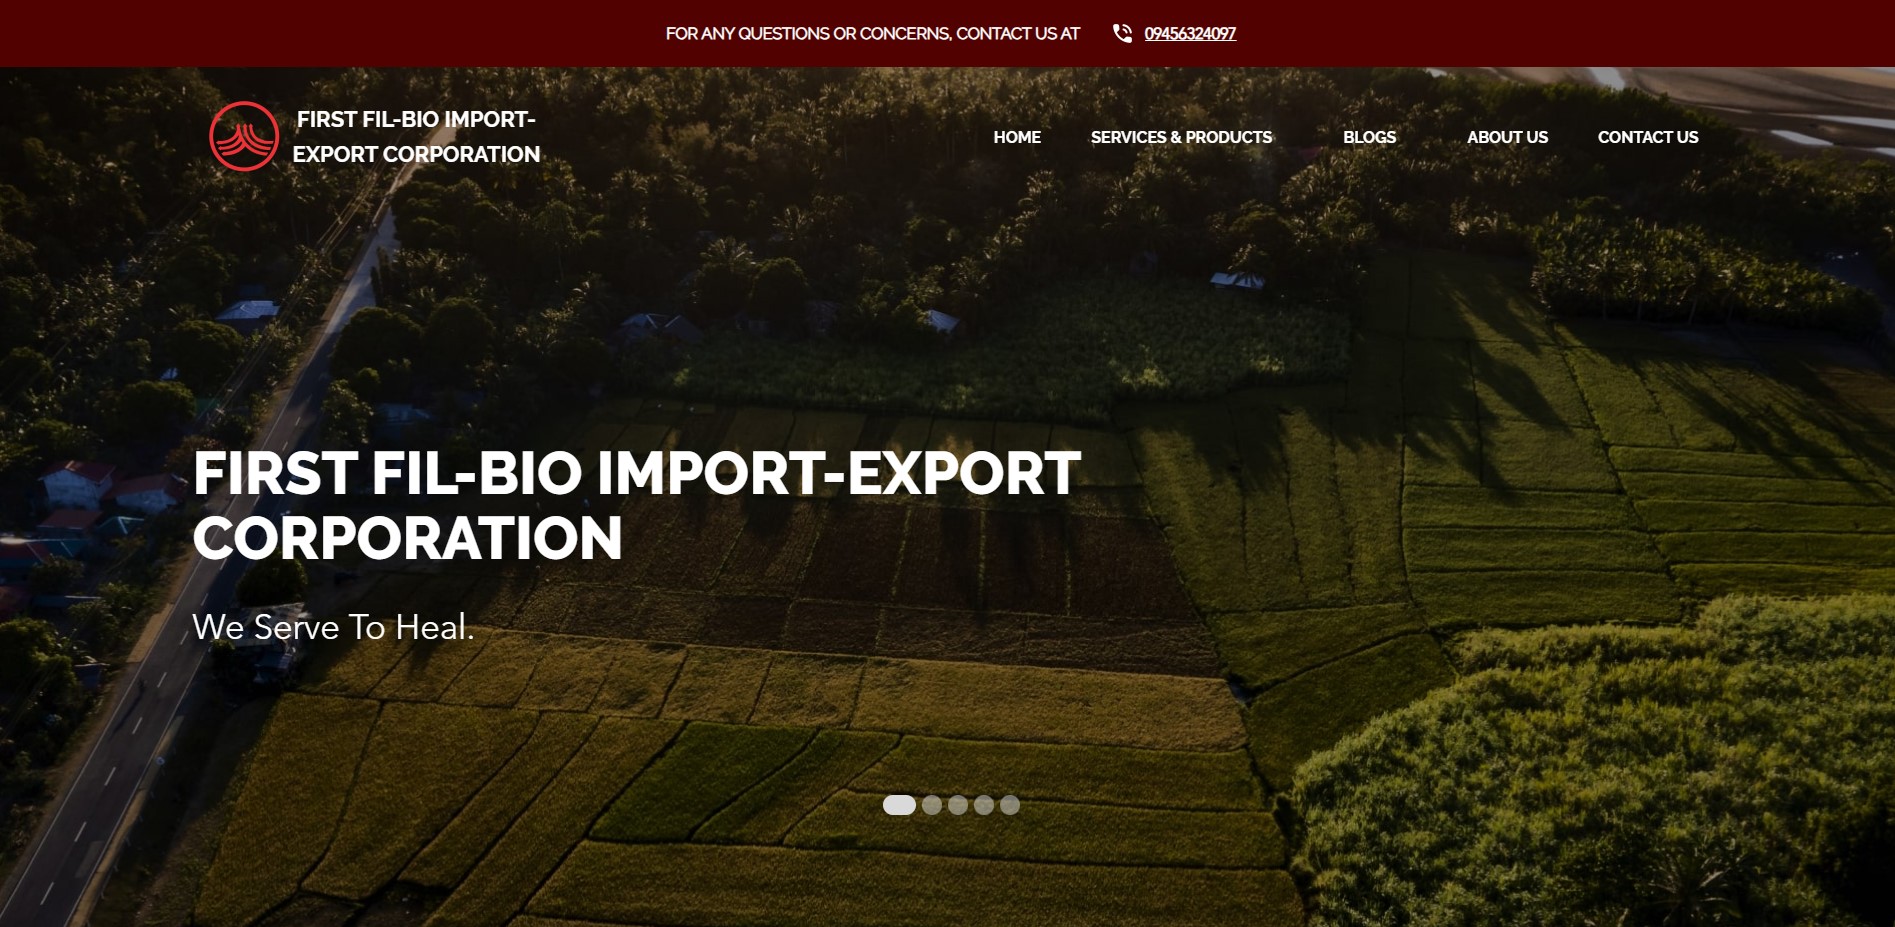 FOR ANY QUESTIONS OR CONCERNS, CONTACT US AT 09456324097
FIRST FIL-BIO IMPORT-
EXPORT CORPORATION
HOME SERVICES & PRODUCTS BLOGS ABOUT US CONTACT US
FIRST FIL-BIO IMPORT-EXPORT
CORPORATION
We Serve To Heal.